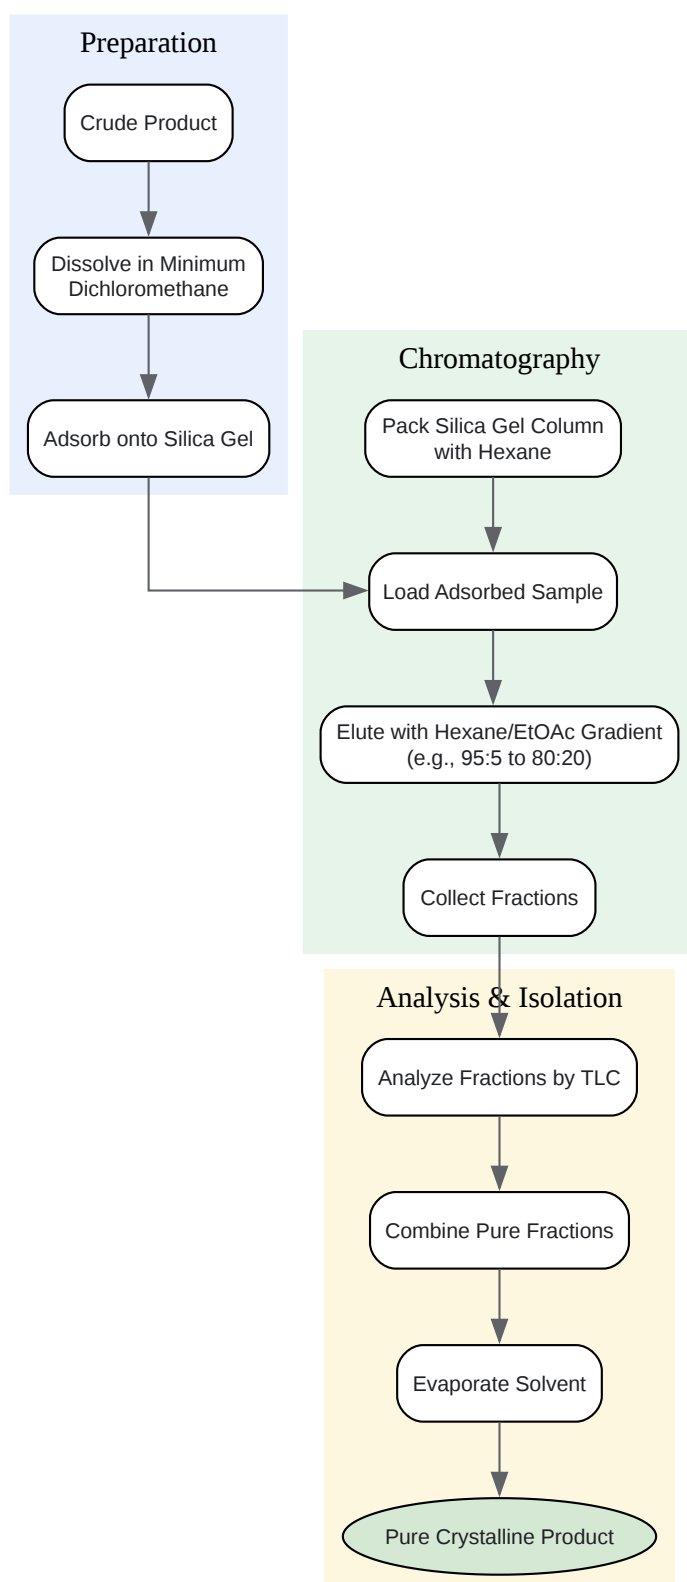 Preparation
Crude Product
Dissolve in Minimum
Dichloromethane
Adsorb onto Silica Gel
Chromatography
Pack Silica Gel Column
with Hexane
Load Adsorbed Sample
Elute with Hexane/EtOAc Gradient
(e.g., 95:5 to 80:20)
Collect Fractions
Analysis & Isolation
Analyze Fractions by TLC
Combine Pure Fractions
Evaporate Solvent
Pure Crystalline Product